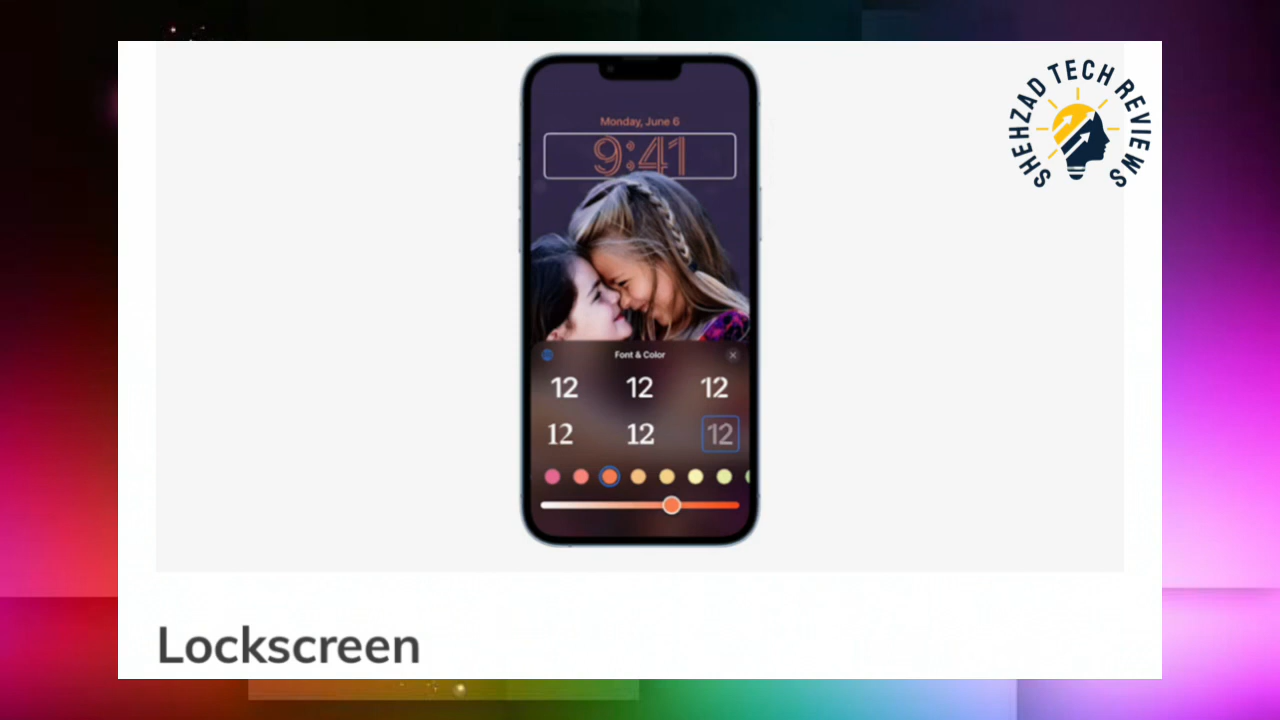 SHEHZAD TECH REVIEWS
Monday, June 6
9:41
Font & Color
12 12 12
12 12 12
Lockscreen